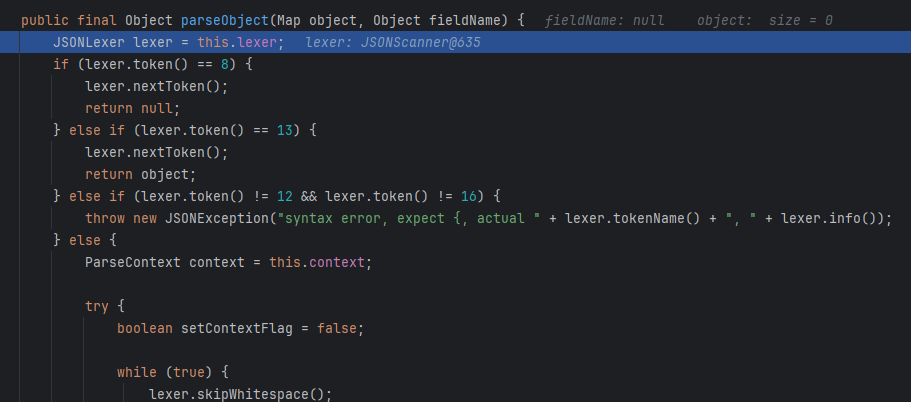 public final Object parseObject(Map object, Object fieldName) {  fieldName: null    object:  size = 0
    JSONLexer lexer = this.lexer;  lexer: JSONScanner@635
    if (lexer.token() == 8) {
        lexer.nextToken();
        return null;
    } else if (lexer.token() == 13) {
        lexer.nextToken();
        return object;
    } else if (lexer.token() != 12 && lexer.token() != 16) {
        throw new JSONException("syntax error, expect {, actual " + lexer.tokenName() + ", " + lexer.info());
    } else {
        ParseContext context = this.context;
        try {
            boolean setContextFlag = false;
            while (true) {
                lexer.skipWhitespace();